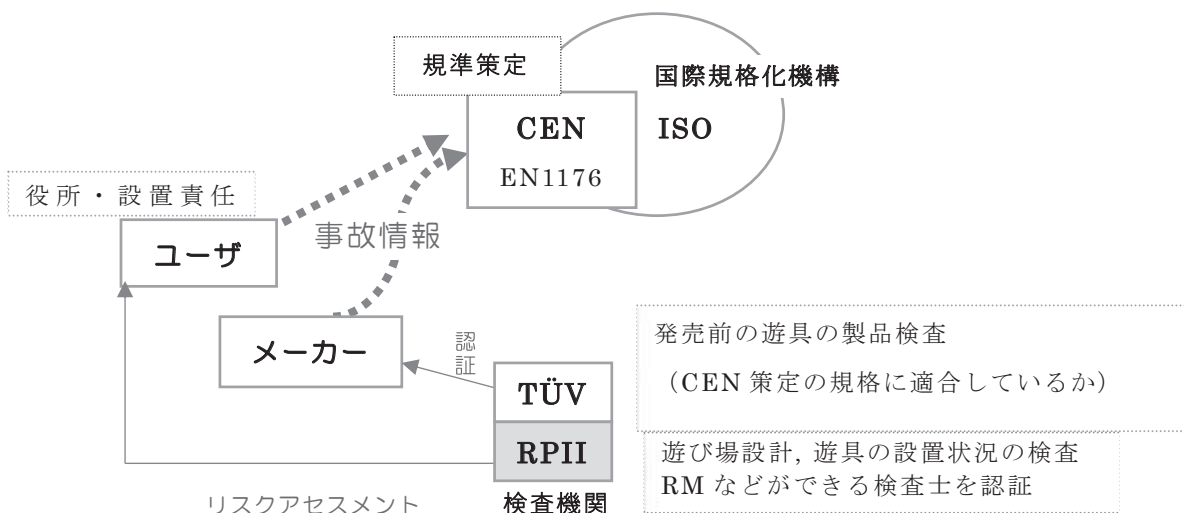 規準策定
国際規格化機構
CEN
ISO
EN1176
役所・設置責任
ユーザ
事故情報
メーカー
認証
TÜV
RPII
検査機関
リスクアセスメント
発売前の遊具の製品検査
（CEN 策定の規格に適合しているか）
遊び場設計, 遊具の設置状況の検査
RM などができる検査士を認証